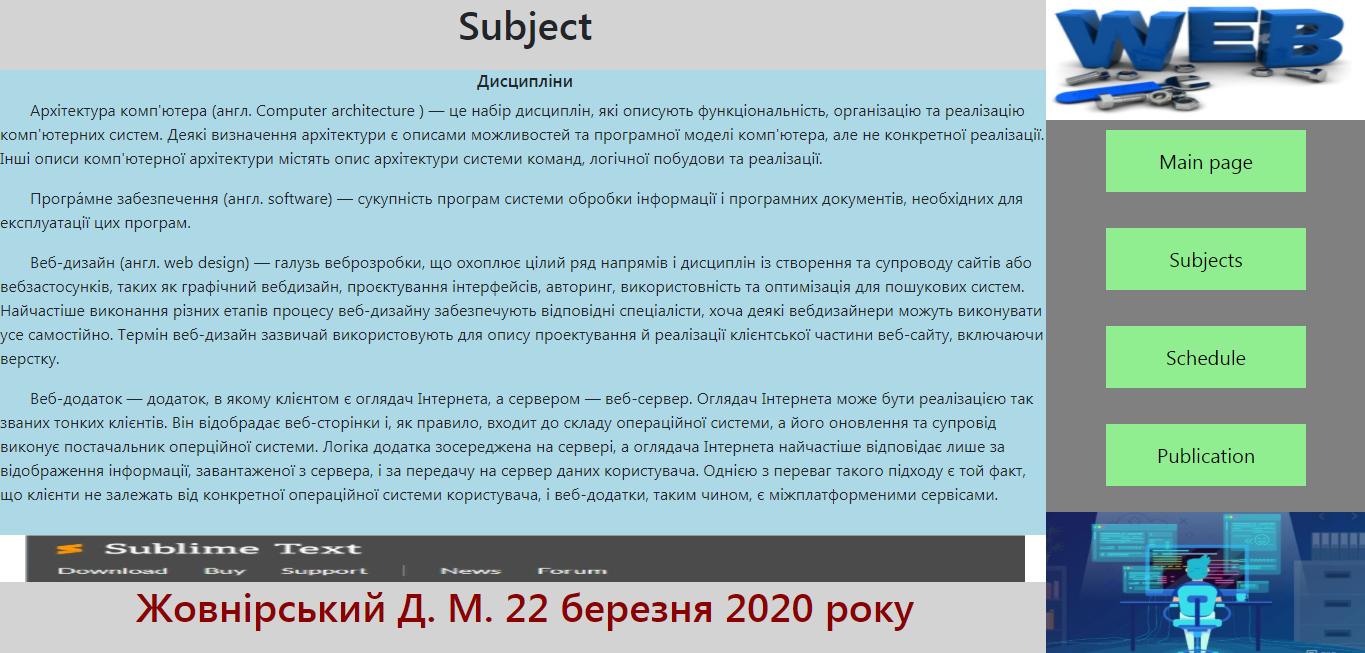 Subject
Дисципліни
Архітектура комп'ютера (англ. Computer architecture ) — це набір дисциплін, які описують функціональність, організацію та реалізацію
комп'ютерних систем. Деякі визначення архітектури є описами можливостей та програмної моделі комп'ютера, але не конкретної реалізації.
Інші описи комп'ютерної архітектури містять опис архітектури системи команд, логічної побудови та реалізації.
Програ́мне забезпечення (англ. software) — сукупність програм системи обробки інформації і програмних документів, необхідних для
експлуатації цих програм.
Веб-дизайн (англ. web design) — галузь веброзробки, що охоплює цілий ряд напрямів і дисциплін із створення та супроводу сайтів або
вебзастосунків, таких як графічний вебдизайн, проєктування інтерфейсів, авторинг, використовність та оптимізація для пошукових систем.
Найчастіше виконання різних етапів процесу веб-дизайну забезпечують відповідні спеціалісти, хоча деякі вебдизайнери можуть виконувати
усе самостійно. Термін веб-дизайн зазвичай використовують для опису проектування й реалізації клієнтської частини веб-сайту, включаючи
верстку.
Веб-додаток — додаток, в якому клієнтом є оглядач Інтернета, а сервером — веб-сервер. Оглядач Інтернета може бути реалізацією так
званих тонких клієнтів. Він відобрадає веб-сторінки і, як правило, входит до складу операційної системи, а його оновлення та супровід
виконує постачальник оперційної системи. Логіка додатка зосереджена на сервері, а оглядача Інтернета найчастіше відповідає лише за
відображення інформації, завантаженої з сервера, і за передачу на сервер даних користувача. Однією з переваг такого підходу є той факт,
що клієнти не залежать від конкретної операційної системи користувача, і веб-додатки, таким чином, є міжплатформеними сервісами.
Sublime Text
Download Buy Support | News Forum
Жовнірський Д. М. 22 березня 2020 року
WEB
Main page
Subjects
Schedule
Publication